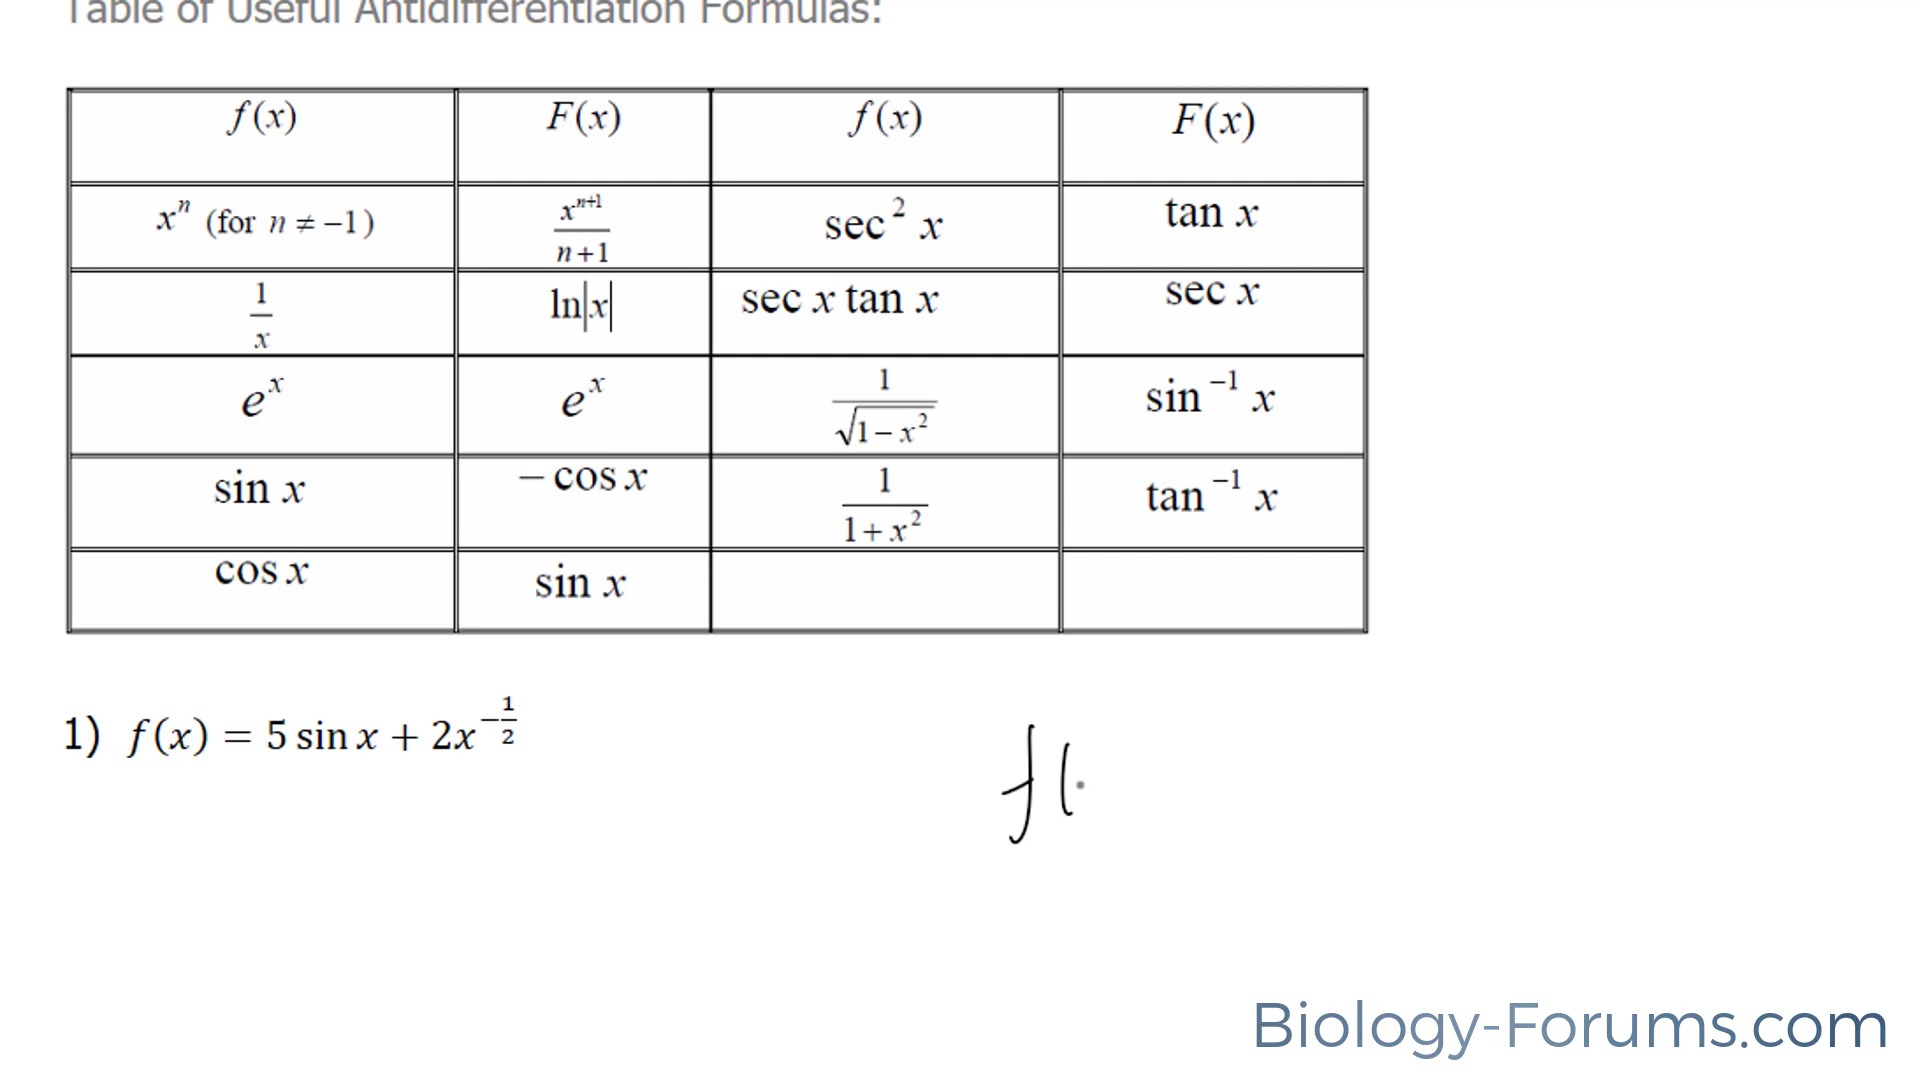 Table of Useful Antidifferentiation Formulas:
f(x) F(x) f(x) F(x)
xⁿ (for n ≠ −1) xⁿ⁺¹/n+1 sec² x tan x
1/x ln|x| sec x tan x sec x
eˣ eˣ 1/√(1−x²) sin⁻¹ x
sin x −cos x 1/1+x² tan⁻¹ x
cos x sin x
1) f(x) = 5 sin x + 2x^(−1/2)
f(
Biology-Forums.com